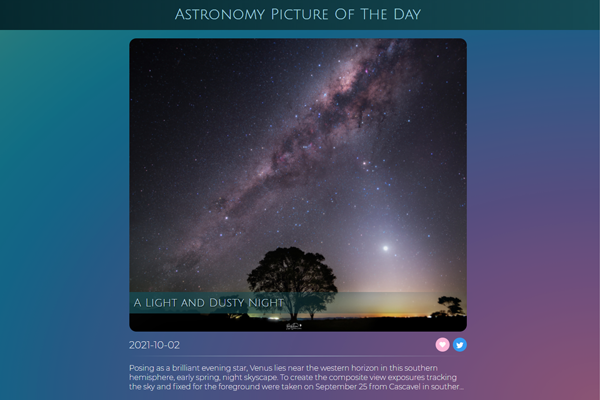 Astronomy Picture Of The Day
A Light and Dusty Night
2021-10-02
Posing as a brilliant evening star, Venus lies near the western horizon in this southern
hemisphere, early spring, night skyscape. To create the composite view exposures tracking
the sky and fixed for the foreground were taken on September 25 from Cascavel in souther...